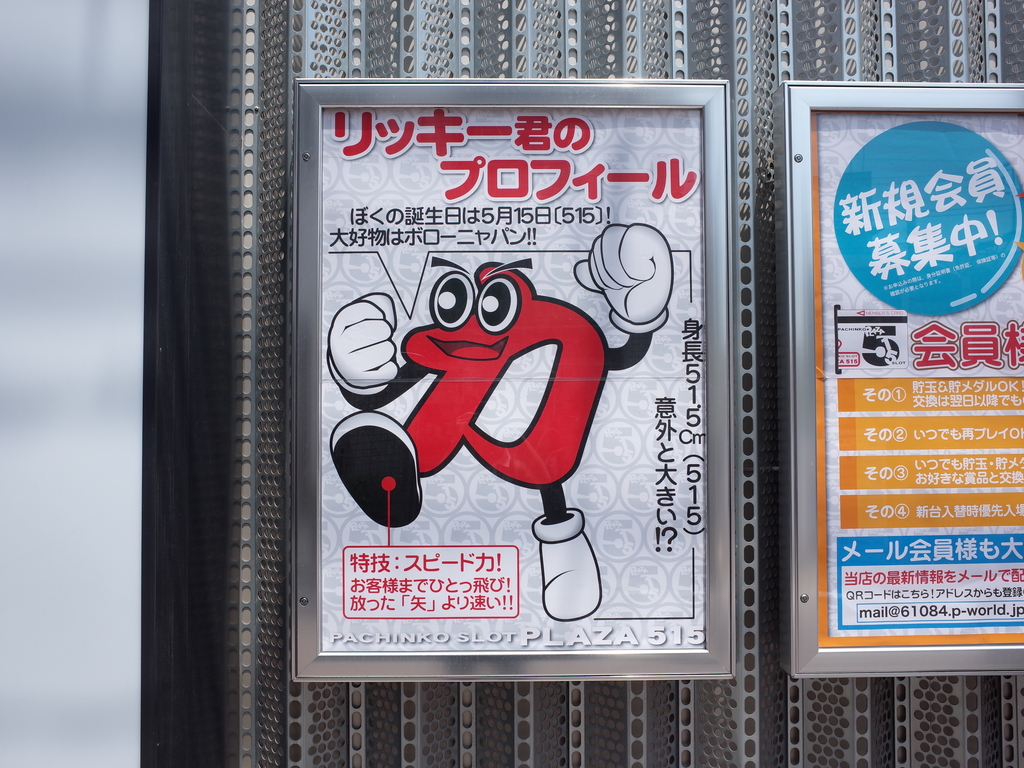 リッキー君の
プロフィール
ぼくの誕生日は5月15日〔515〕!
大好物はボローニャパン!!
身長51.5cm(515)
意外と大きい!?
特技:スピード力!
お客様までひとっ飛び!
放った「矢」より速い!!
PACHINKO SLOT PLAZA 515
新規会員
募集中!
会員様
その① 貯玉&貯メダルOK!
交換は翌日以降でも
その② いつでも再プレイOK
その③ いつでも貯玉・貯メ
お好きな賞品と交換
その④ 新台入替時優先入場
メール会員様も大
当店の最新情報をメールで配
QRコードはこちら!アドレスからも登録
mail@61084.p-world.jp